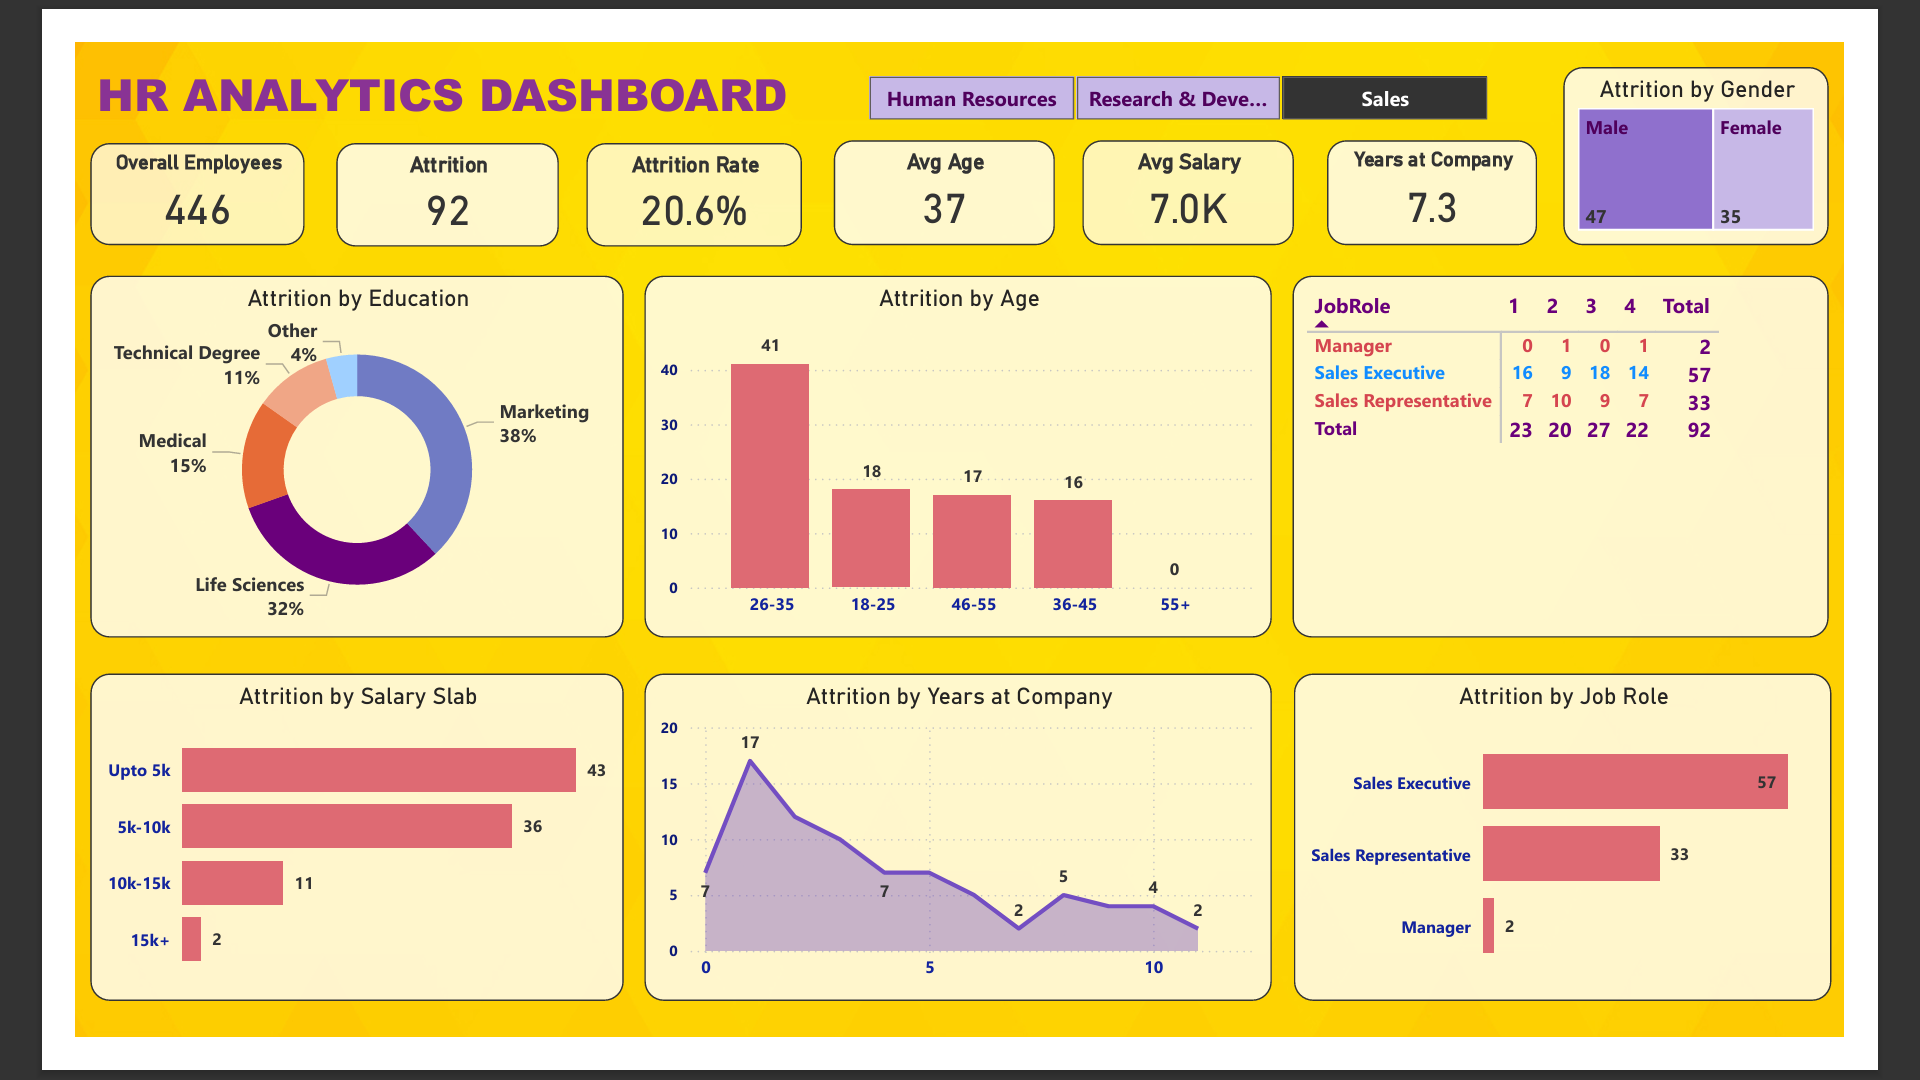 HR ANALYTICS DASHBOARD
Human Resources
Research & Deve...
Sales
Attrition by Gender
Male
Female
47
35
Overall Employees
446
Attrition
92
Attrition Rate
20.6%
Avg Age
37
Avg Salary
7.0K
Years at Company
7.3
Attrition by Education
Other
4%
Technical Degree
11%
Marketing
38%
Medical
15%
Life Sciences
32%
Attrition by Age
41
40
30
20
10
0
18
17
16
0
26-35
18-25
46-55
36-45
55+
JobRole 1 2 3 4 Total
Manager 0 1 0 1 2
Sales Executive 16 9 18 14 57
Sales Representative 7 10 9 7 33
Total 23 20 27 22 92
Attrition by Salary Slab
Upto 5k 43
5k-10k 36
10k-15k 11
15k+ 2
Attrition by Years at Company
20
15
10
5
0
7
17
7
2
5
4
2
0
5
10
Attrition by Job Role
Sales Executive 57
Sales Representative 33
Manager 2